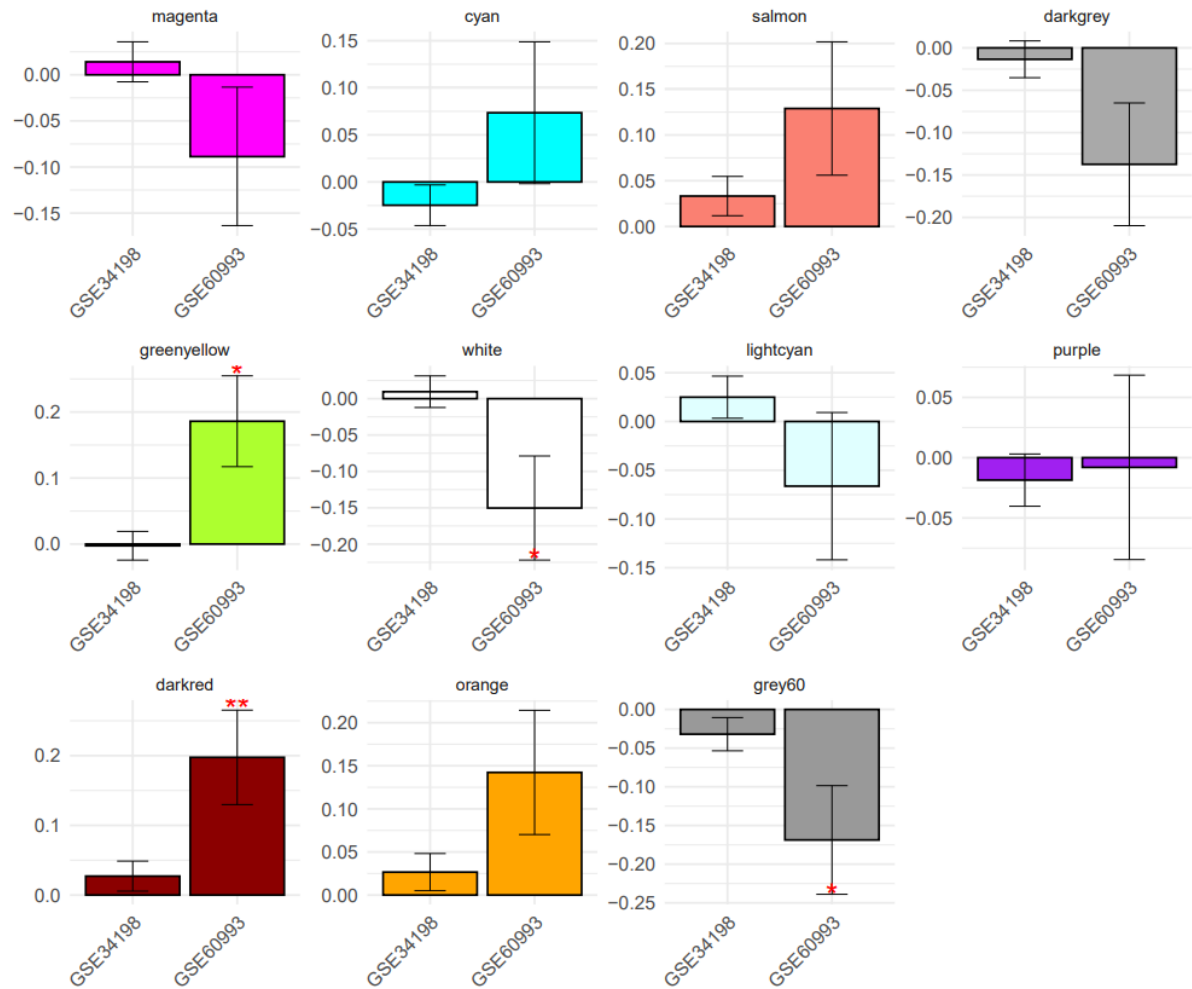 magenta
0.00
−0.05
−0.10
−0.15
GSE34198
GSE60993
cyan
0.15
0.10
0.05
0.00
−0.05
GSE34198
GSE60993
salmon
0.20
0.15
0.10
0.05
0.00
GSE34198
GSE60993
darkgrey
0.00
−0.05
−0.10
−0.15
−0.20
GSE34198
GSE60993
greenyellow
*
0.2
0.1
0.0
GSE34198
GSE60993
white
0.00
−0.05
−0.10
−0.15
−0.20
*
GSE34198
GSE60993
lightcyan
0.05
0.00
−0.05
−0.10
−0.15
GSE34198
GSE60993
purple
0.05
0.00
−0.05
GSE34198
GSE60993
darkred
**
0.2
0.1
0.0
GSE34198
GSE60993
orange
0.20
0.15
0.10
0.05
0.00
GSE34198
GSE60993
grey60
0.00
−0.05
−0.10
−0.15
−0.20
−0.25
*
GSE34198
GSE60993